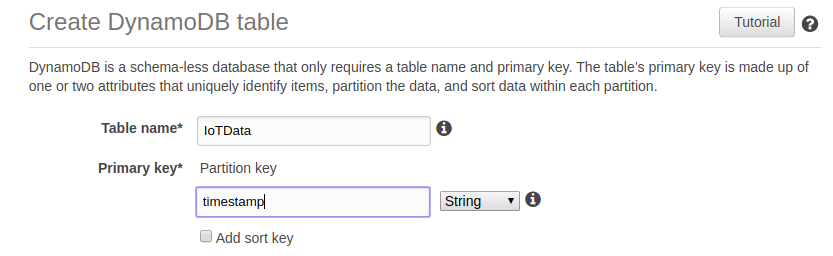 Create DynamoDB table
Tutorial
DynamoDB is a schema-less database that only requires a table name and primary key. The table's primary key is made up of
one or two attributes that uniquely identify items, partition the data, and sort data within each partition.
Table name* IoTData
Primary key* Partition key
timestamp String
Add sort key